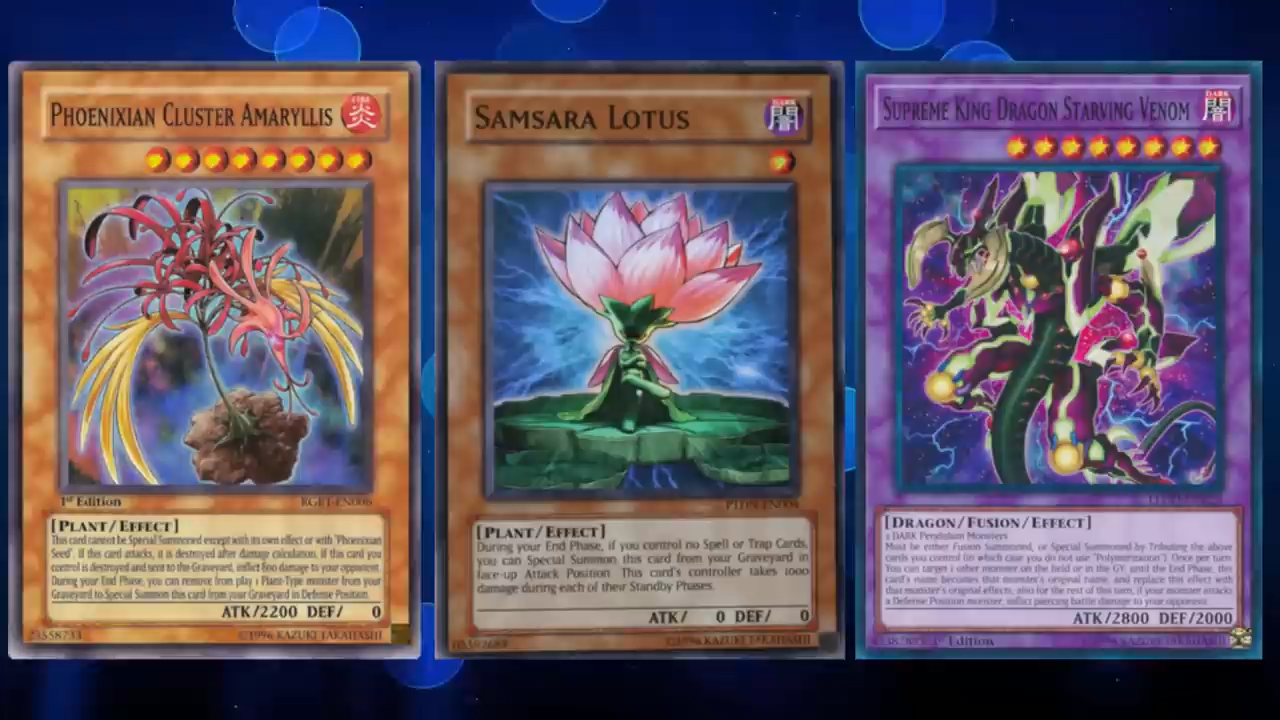 PHOENIXIAN CLUSTER AMARYLLIS
FIRE
炎
1st Edition
RGBT-EN006
[PLANT/EFFECT]
This card cannot be Special Summoned except with its own effect or with "Phoenixian
Seed". If this card attacks, it is destroyed after damage calculation. If this card you
control is destroyed and sent to the Graveyard, inflict 800 damage to your opponent.
During your End Phase, you can remove from play 1 Plant-Type monster from your
Graveyard to Special Summon this card from your Graveyard in Defense Position.
ATK/2200 DEF/ 0
©1996 KAZUKI TAKAHASHI
SAMSARA LOTUS
DARK
闇
[PLANT/EFFECT]
During your End Phase, if you control no Spell or Trap Cards,
you can Special Summon this card from your Graveyard in
face-up Attack Position. This card's controller takes 1000
damage during each of their Standby Phases.
ATK/ 0 DEF/ 0
©1996 KAZUKI TAKAHASHI
SUPREME KING DRAGON STARVING VENOM
DARK
闇
[DRAGON/FUSION/EFFECT]
2 DARK Pendulum Monsters
Must be either Fusion Summoned, or Special Summoned by Tributing the above
cards you control (in which case you do not use "Polymerization"). Once per turn:
You can target 1 other monster on the field or in the GY; until the End Phase, this
card's name becomes that monster's original name, and replace this effect with
that monster's original effects, also for the rest of this turn, if your monster attacks
a Defense Position monster, inflict piercing battle damage to your opponent.
ATK/2800 DEF/2000
1st Edition
©1996 KAZUKI TAKAHASHI